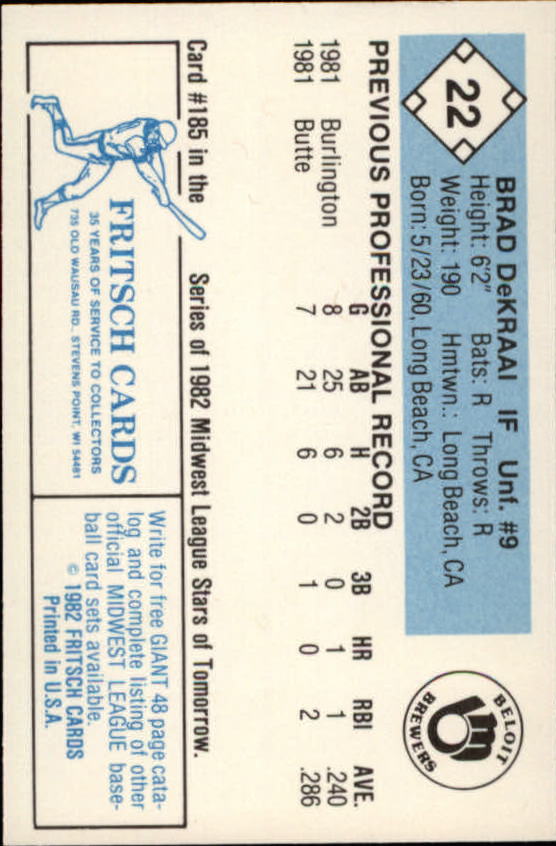 22
BRAD DeKRAAI IF Unf. #9
Height: 6'2" Bats: R Throws: R
Weight: 190 Hmtwn.: Long Beach, CA
Born: 5/23/60, Long Beach, CA
BELOIT
BREWERS
PREVIOUS PROFESSIONAL RECORD
G AB H 2B 3B HR RBI AVE.
1981 Burlington 8 25 6 2 0 1 1 .240
1981 Butte 7 21 6 0 1 0 2 .286
Card #185 in the Series of 1982 Midwest League Stars of Tomorrow.
FRITSCH CARDS
35 YEARS OF SERVICE TO COLLECTORS
735 OLD WAUSAU RD., STEVENS POINT, WI 54481
Write for free GIANT 48 page cata-
log and complete listing of other
official MIDWEST LEAGUE base-
ball card sets available.
© 1982 FRITSCH CARDS
Printed in U.S.A.